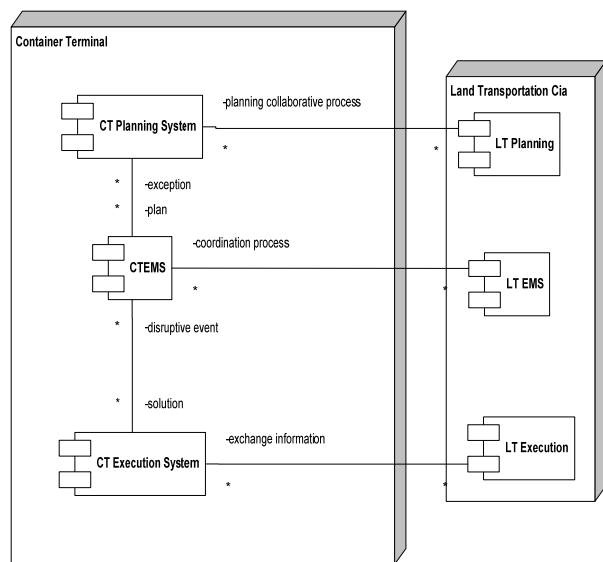 Container Terminal
Land Transportation Cia
-planning collaborative process
CT Planning System
LT Planning
* *
* -exception
* -plan
-coordination process
CTEMS
LT EMS
* *
* -disruptive event
* -solution
-exchange information
CT Execution System
LT Execution
* *